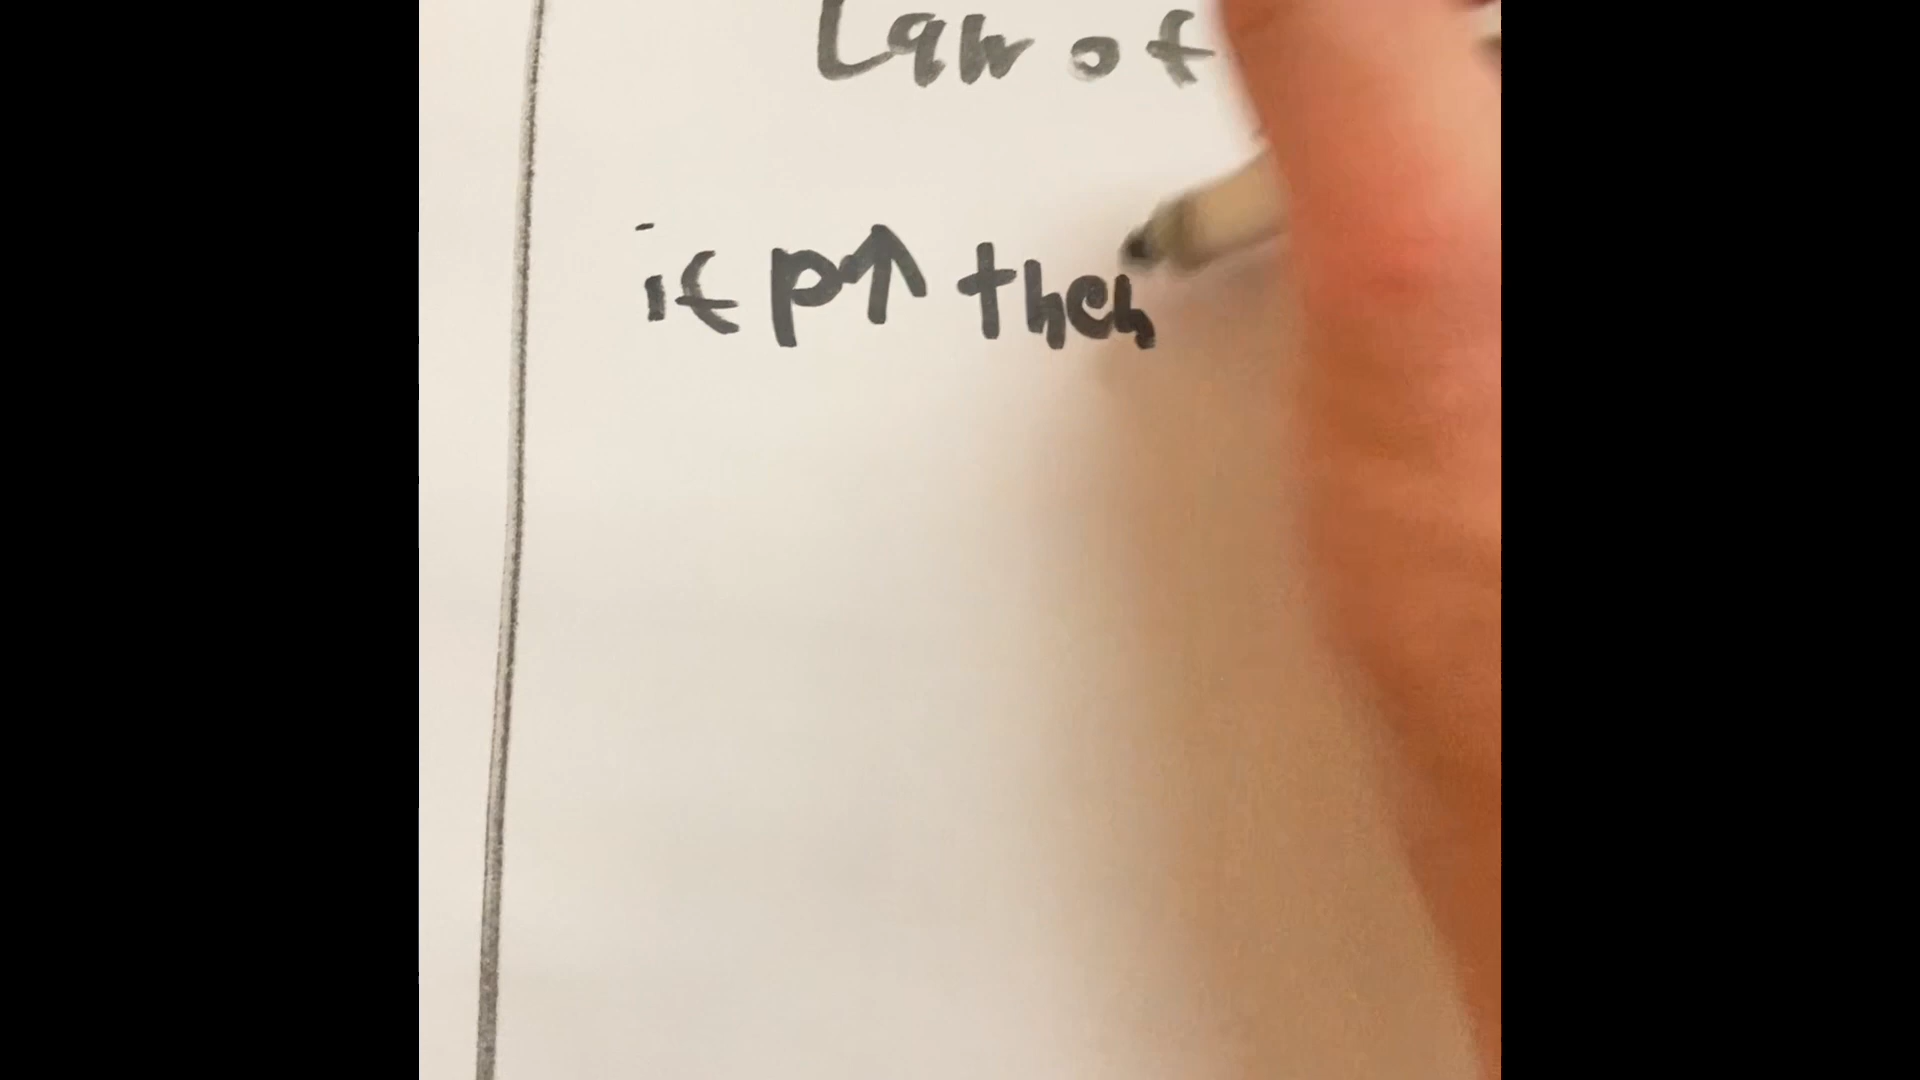 Law of
if P↑ then